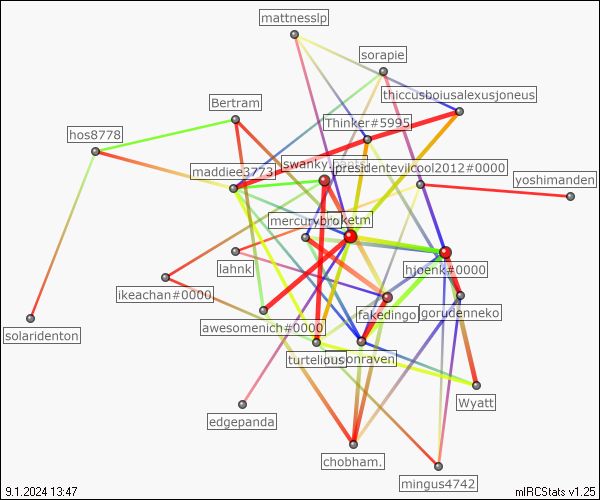 mattnesslp
sorapie
thiccusboiusalexusjoneus
Bertram
Thinker#5995
hos8778
swanky.
presidentevilcool2012#0000
maddiee3773
yoshimanden
mercurybroketm
lahnk
hjoenk#0000
ikeachan#0000
fakedingo
gorudenneko
awesomenich#0000
solaridenton
turtelious
onraven
Wyatt
edgepanda
chobham.
mingus4742
9.1.2024 13:47
mIRCStats v1.25